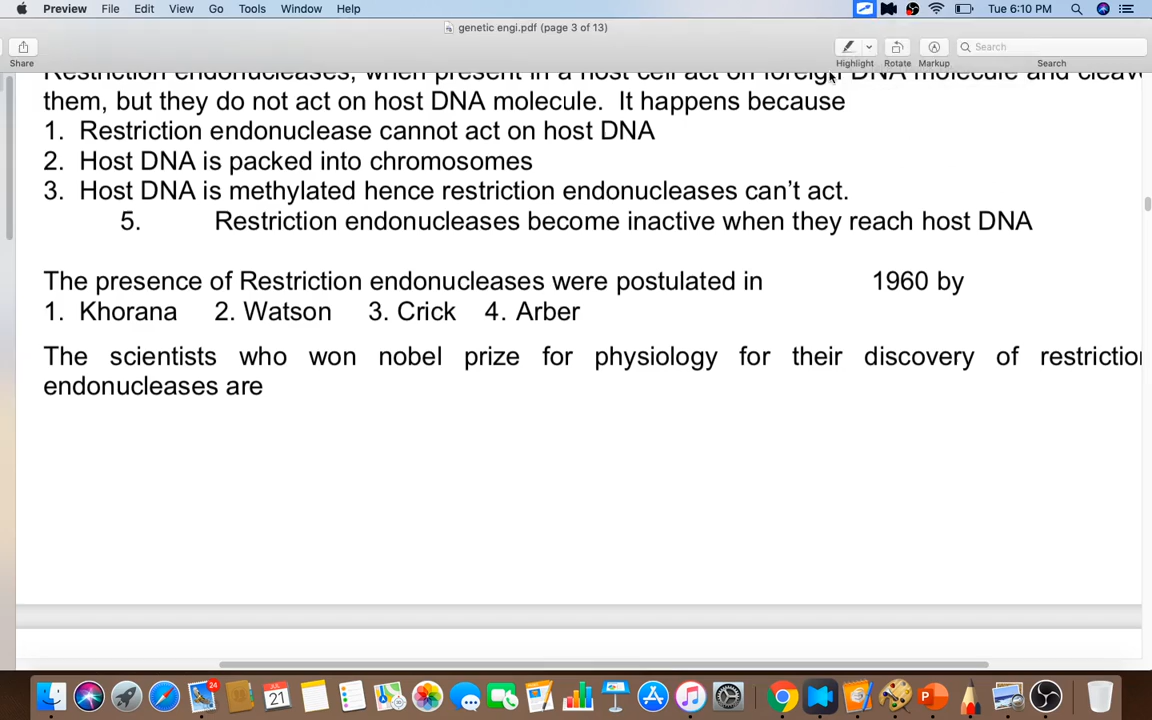 Preview File Edit View Go Tools Window Help Tue 6:10 PM
genetic engi.pdf (page 3 of 13)
Search
Share Highlight Rotate Markup Search
Restriction endonucleases, when present in a host cell act on foreign DNA molecule and cleav
them, but they do not act on host DNA molecule. It happens because
1. Restriction endonuclease cannot act on host DNA
2. Host DNA is packed into chromosomes
3. Host DNA is methylated hence restriction endonucleases can't act.
5. Restriction endonucleases become inactive when they reach host DNA
The presence of Restriction endonucleases were postulated in 1960 by
1. Khorana 2. Watson 3. Crick 4. Arber
The scientists who won nobel prize for physiology for their discovery of restriction
endonucleases are
24
21